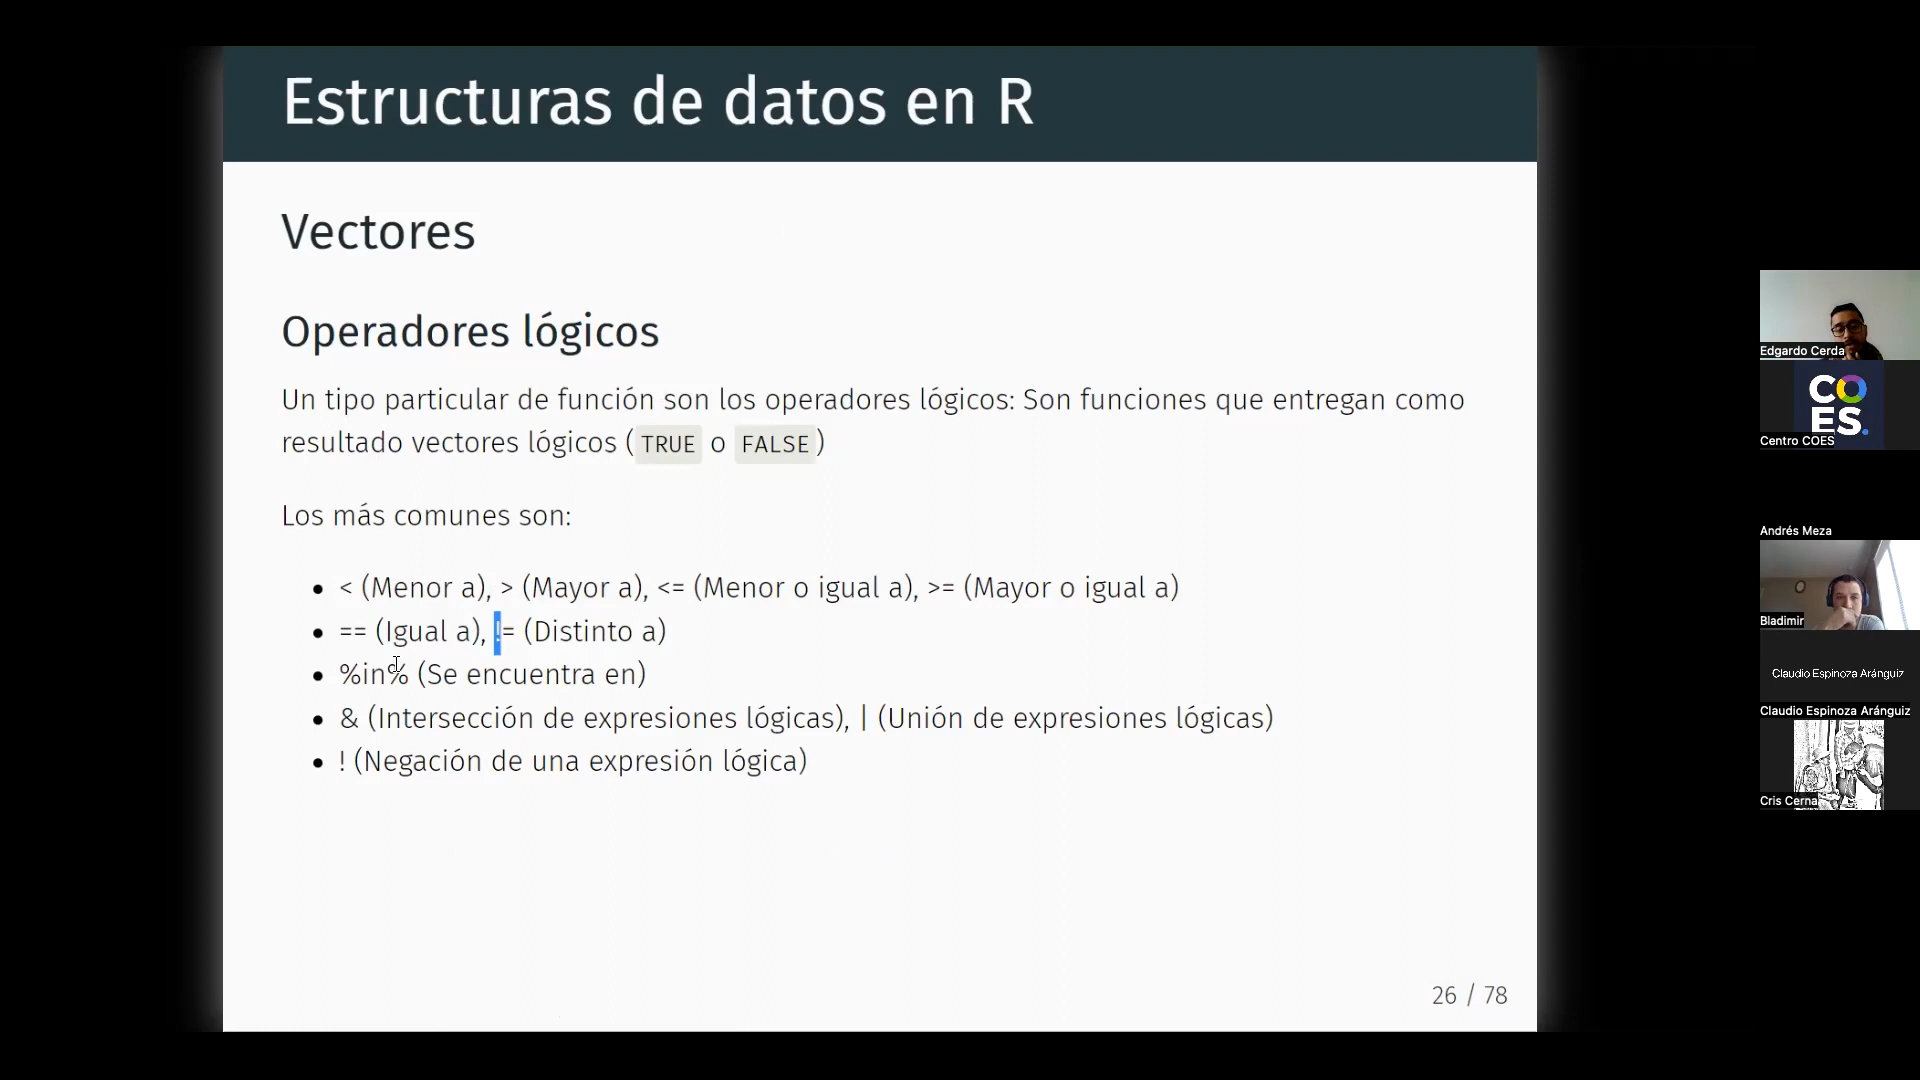 Estructuras de datos en R
Vectores
Operadores lógicos
Un tipo particular de función son los operadores lógicos: Son funciones que entregan como
resultado vectores lógicos ( TRUE o FALSE )
Los más comunes son:
• < (Menor a), > (Mayor a), <= (Menor o igual a), >= (Mayor o igual a)
• == (Igual a), != (Distinto a)
• %in% (Se encuentra en)
• & (Intersección de expresiones lógicas), | (Unión de expresiones lógicas)
• ! (Negación de una expresión lógica)
26 / 78
Edgardo Cerda
CO
ES.
Centro COES
Andrés Meza
Bladimir
Claudio Espinoza Aránguiz
Claudio Espinoza Aránguiz
Cris Cerna